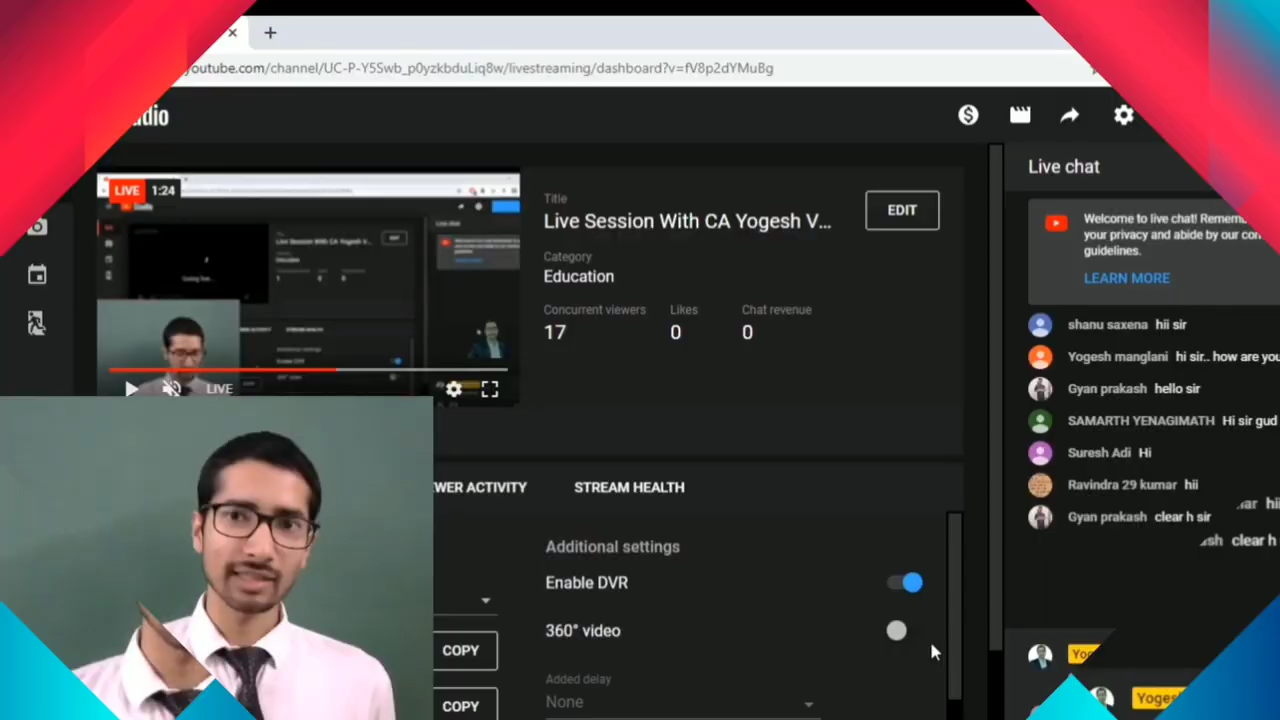 youtube.com/channel/UC-P-Y5Swb_p0yzkbduLiq8w/livestreaming/dashboard?v=fV8p2dYMuBg
LIVE 1:24
LIVE
Title
Live Session With CA Yogesh V...
EDIT
Category
Education
Concurrent viewers Likes Chat revenue
17 0 0
STREAM HEALTH
Additional settings
Enable DVR
360° video
COPY
Added delay
None
COPY
Live chat
Welcome to live chat!
your privacy and abide by our
guidelines.
LEARN MORE
shanu saxena hii sir
Yogesh manglani hi sir.. how are you
Gyan prakash hello sir
SAMARTH YENAGIMATH Hi sir gud
Suresh Adi Hi
Ravindra 29 kumar hii
Gyan prakash clear h sir
clear h